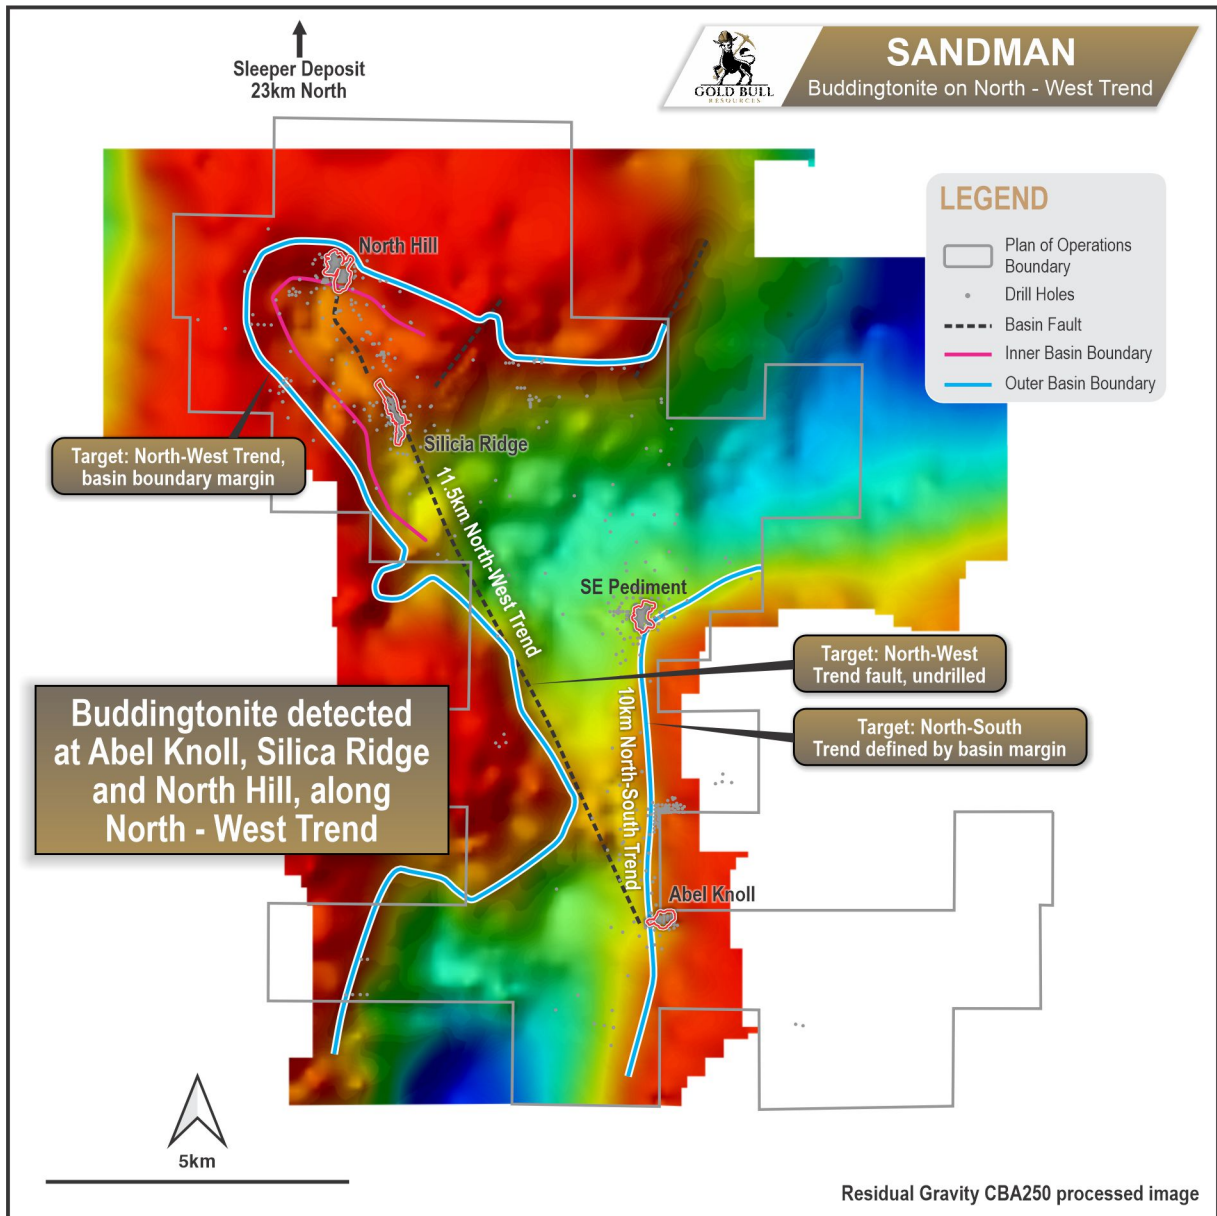 Sleeper Deposit
23km North
GOLD BULL
RESOURCES
SANDMAN
Buddingtonite on North - West Trend
LEGEND
Plan of Operations
Boundary
Drill Holes
Basin Fault
Inner Basin Boundary
Outer Basin Boundary
North Hill
Target: North-West Trend,
basin boundary margin
Silicia Ridge
11.5km North-West Trend
SE Pediment
Target: North-West
Trend fault, undrilled
10km North-South Trend
Target: North-South
Trend defined by basin margin
Buddingtonite detected
at Abel Knoll, Silica Ridge
and North Hill, along
North - West Trend
Abel Knoll
5km
Residual Gravity CBA250 processed image